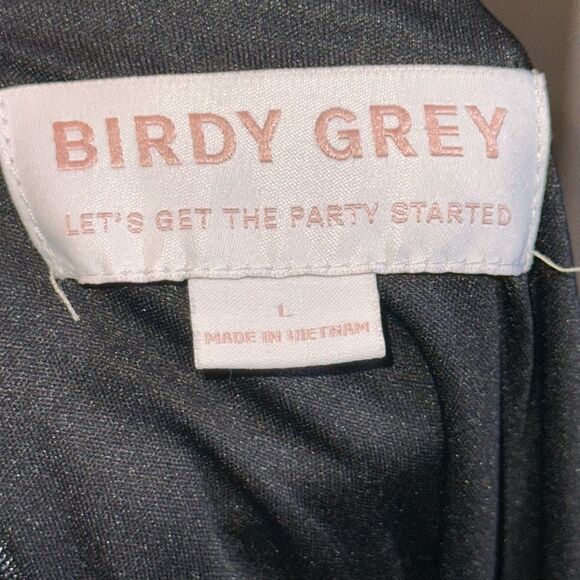 BIRDY GREY
LET'S GET THE PARTY STARTED
L
MADE IN VIETNAM